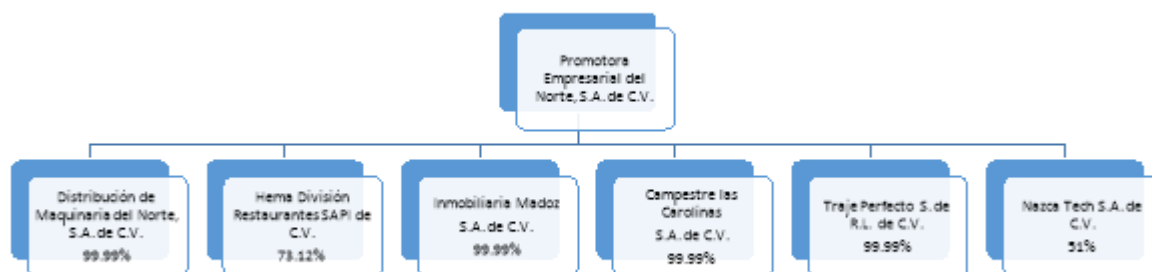 Promotora
Empresarial del
Norte, S.A. de C.V.
Distribución de
Maquinaria del Norte,
S.A. de C.V.
99.99%
Hema División
Restaurantes SAPI de
C.V.
73.12%
Inmobiliaria Madoz
S.A. de C.V.
99.99%
Campestre las
Carolinas
S.A. de C.V.
99.99%
Traje Perfecto S. de
R.L. de C.V.
99.99%
Nazca Tech S.A. de
C.V.
51%